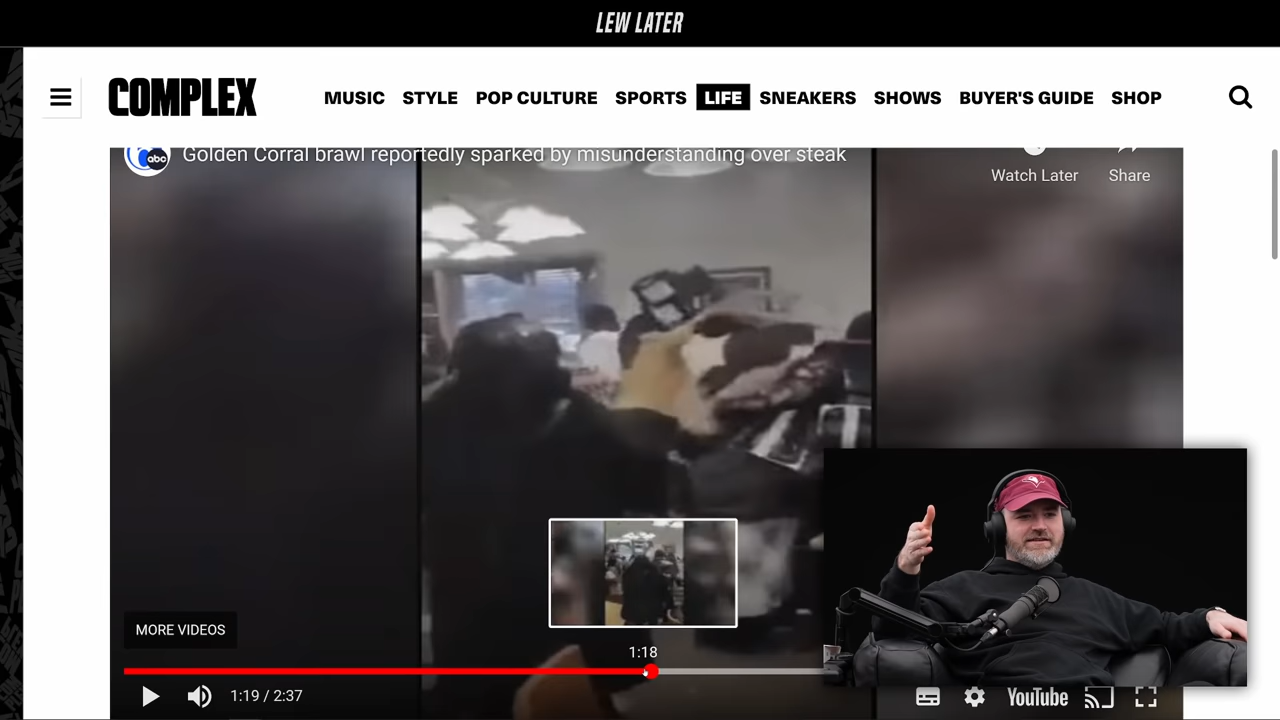 LEW LATER
COMPLEX
MUSIC STYLE POP CULTURE SPORTS LIFE SNEAKERS SHOWS BUYER'S GUIDE SHOP
abc Golden Corral brawl reportedly sparked by misunderstanding over steak
Watch Later Share
MORE VIDEOS
1:18
1:19 / 2:37
YouTube